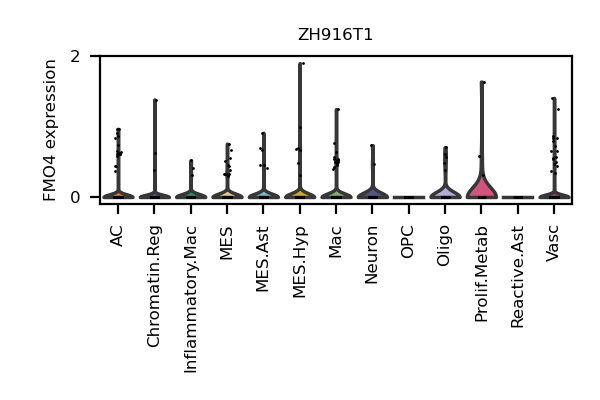 ZH916T1
FMO4 expression
2
0
AC
Chromatin.Reg
Inflammatory.Mac
MES
MES.Ast
MES.Hyp
Mac
Neuron
OPC
Oligo
Prolif.Metab
Reactive.Ast
Vasc